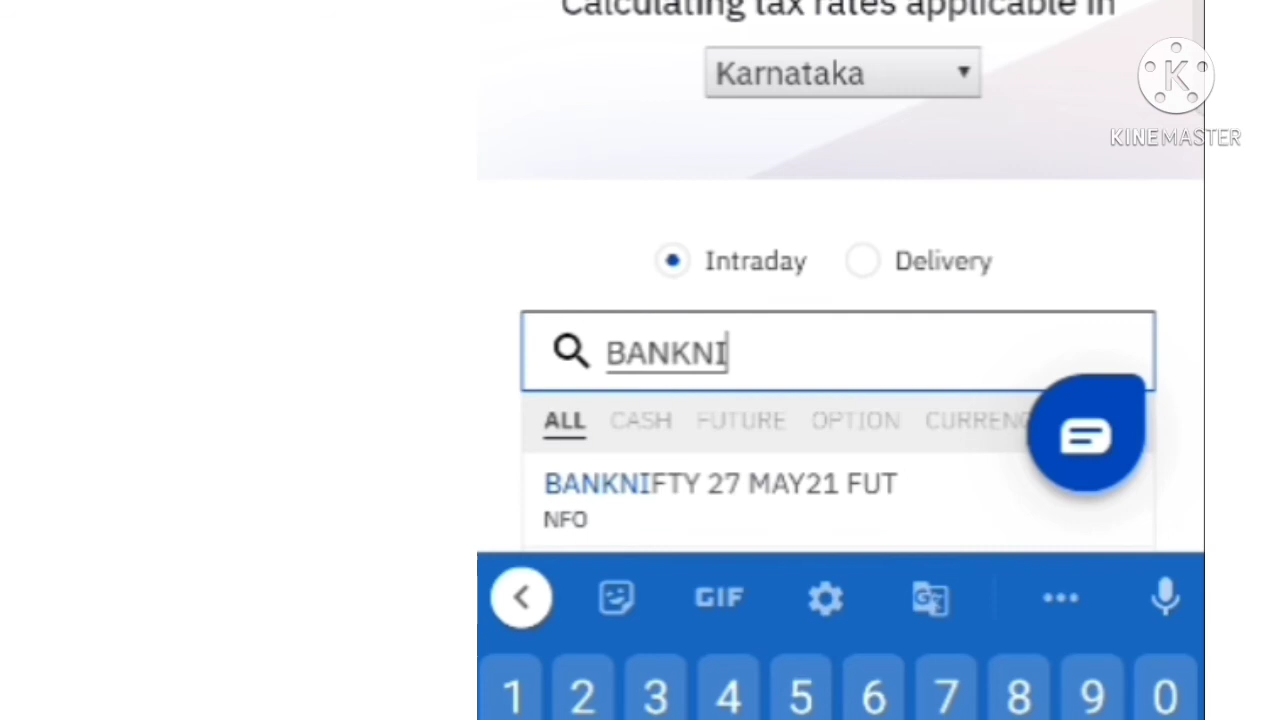 Calculating tax rates applicable in
Karnataka
KINEMASTER
Intraday Delivery
BANKNI
ALL CASH FUTURE OPTION
BANKNIFTY 27 MAY21 FUT
NFO
GIF
1 2 3 4 5 6 7 8 9 0